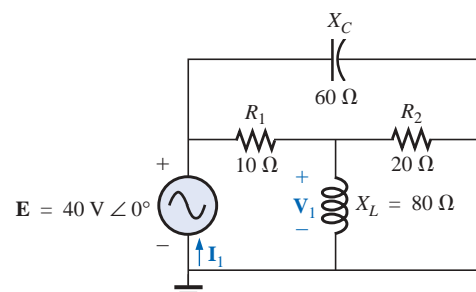 X_C
60 Ω
R_1
R_2
10 Ω
20 Ω
+
+
E = 40 V ∠ 0°
V_1
X_L = 80 Ω
–
–
I_1